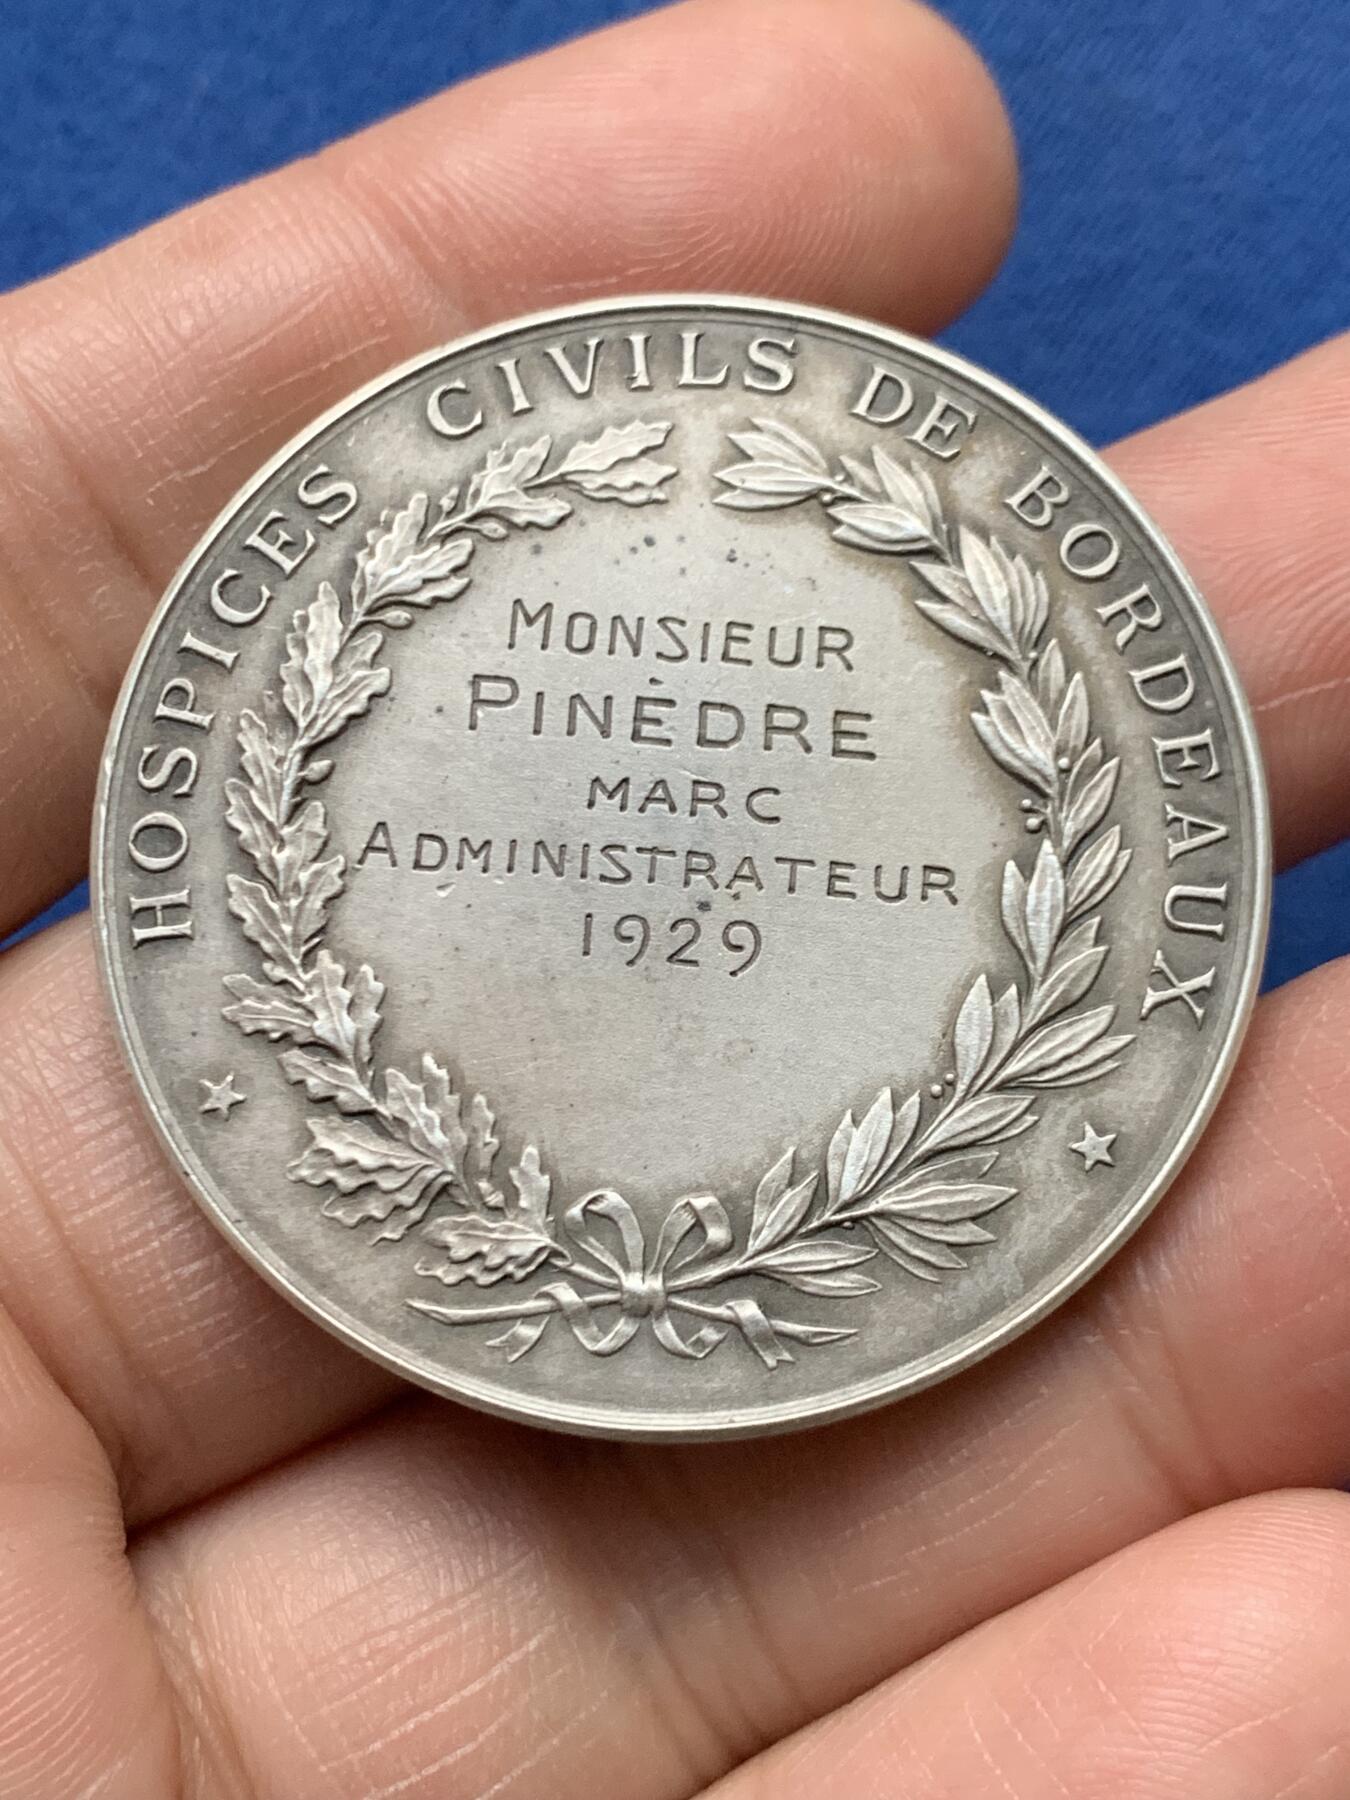 HOSPICES CIVILS DE BORDEAUX
MONSIEUR
PINÈDRE
MARC
ADMINISTRATEUR
1929